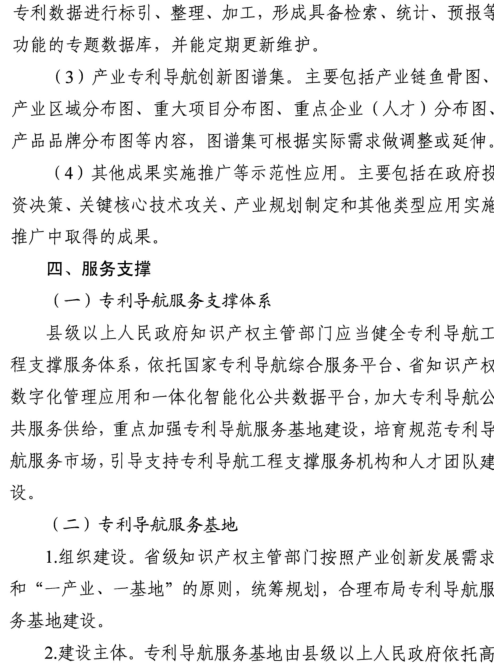 专利数据进行标引、整理、加工，形成具备检索、统计、预报等
功能的专题数据库，并能定期更新维护。
（3）产业专利导航创新图谱集。主要包括产业链鱼骨图、
产业区域分布图、重大项目分布图、重点企业（人才）分布图、
产品品牌分布图等内容，图谱集可根据实际需求做调整或延伸。
（4）其他成果实施推广等示范性应用。主要包括在政府投
资决策、关键核心技术攻关、产业规划制定和其他类型应用实施
推广中取得的成果。
四、服务支撑
（一）专利导航服务支撑体系
县级以上人民政府知识产权主管部门应当健全专利导航工
程支撑服务体系，依托国家专利导航综合服务平台、省知识产权
数字化管理应用和一体化智能化公共数据平台，加大专利导航公
共服务供给，重点加强专利导航服务基地建设，培育规范专利导
航服务市场，引导支持专利导航工程支撑服务机构和人才团队建
设。
（二）专利导航服务基地
1.组织建设。省级知识产权主管部门按照产业创新发展需求
和“一产业、一基地”的原则，统筹规划，合理布局专利导航服
务基地建设。
2.建设主体。专利导航服务基地由县级以上人民政府依托高